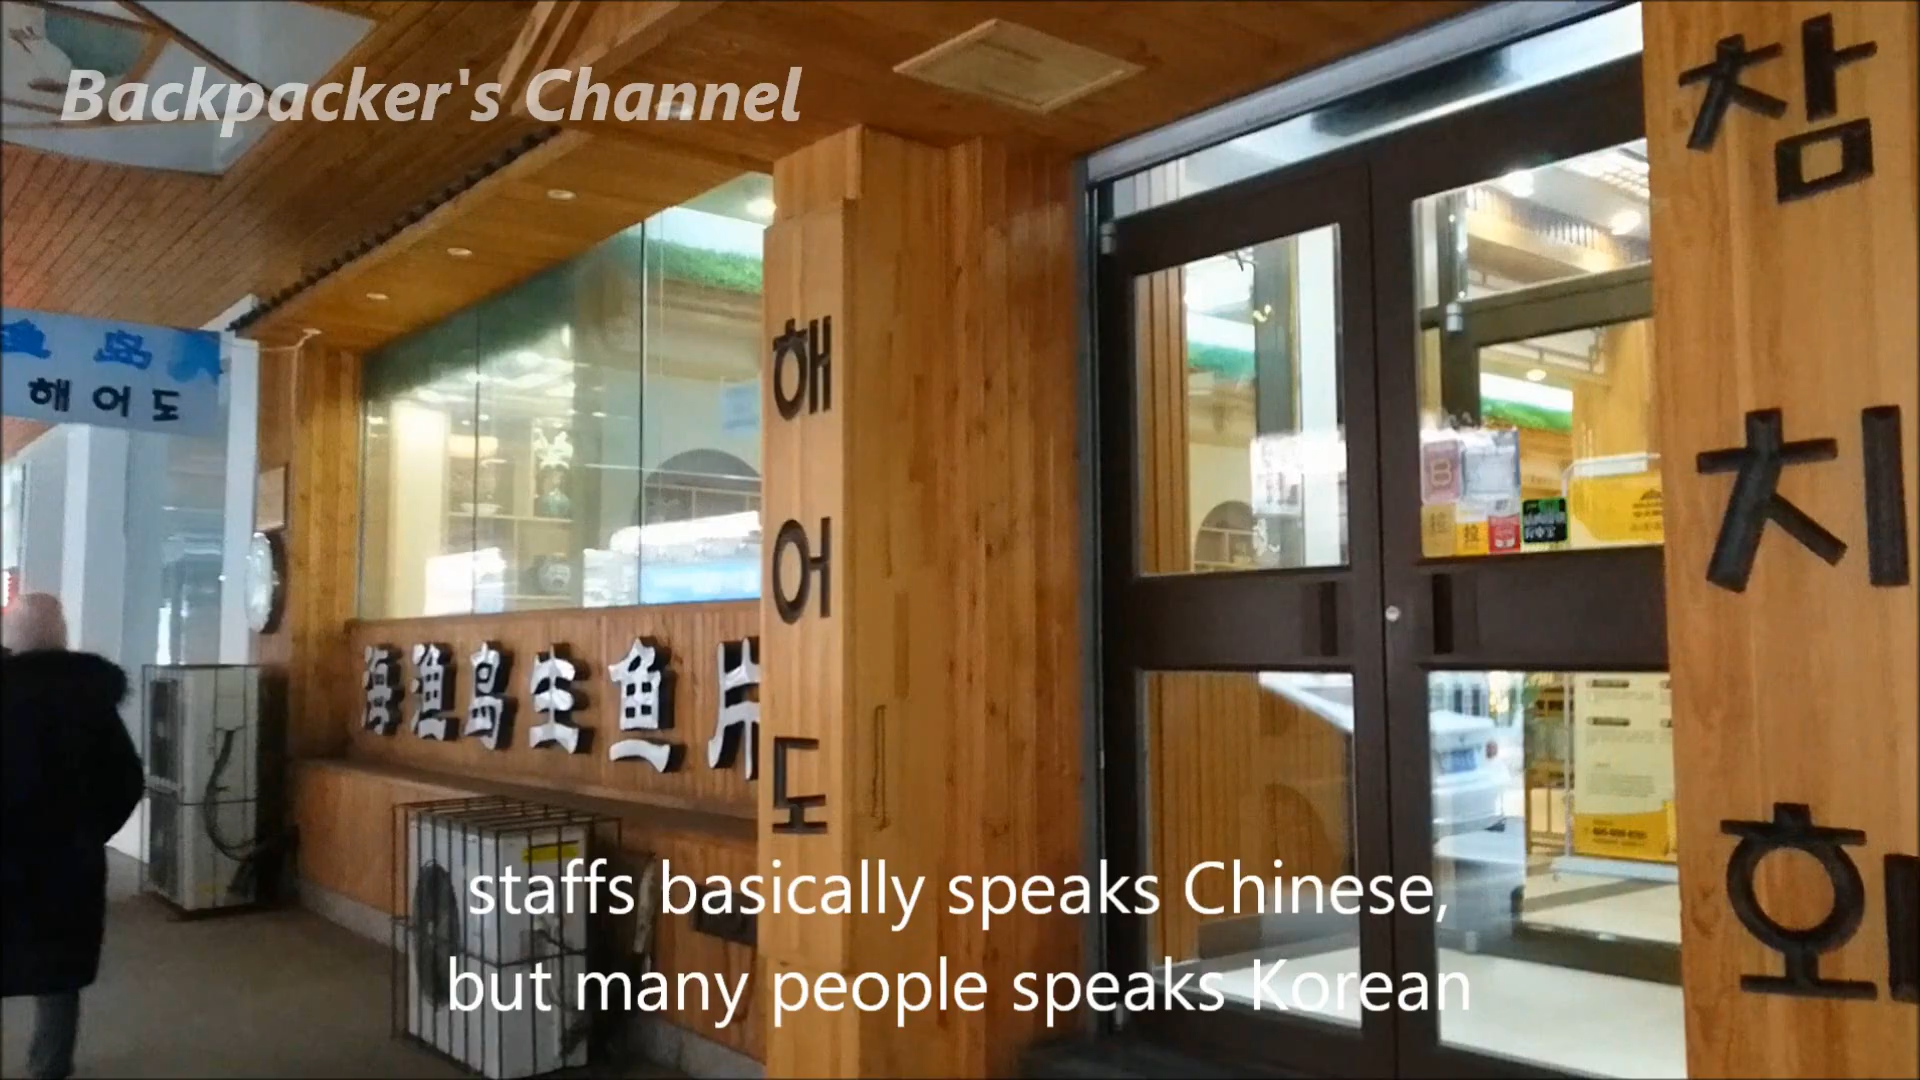 Backpacker's Channel
해어도
海渔岛生鱼片
해어도
참치회
staffs basically speaks Chinese,
but many people speaks Korean